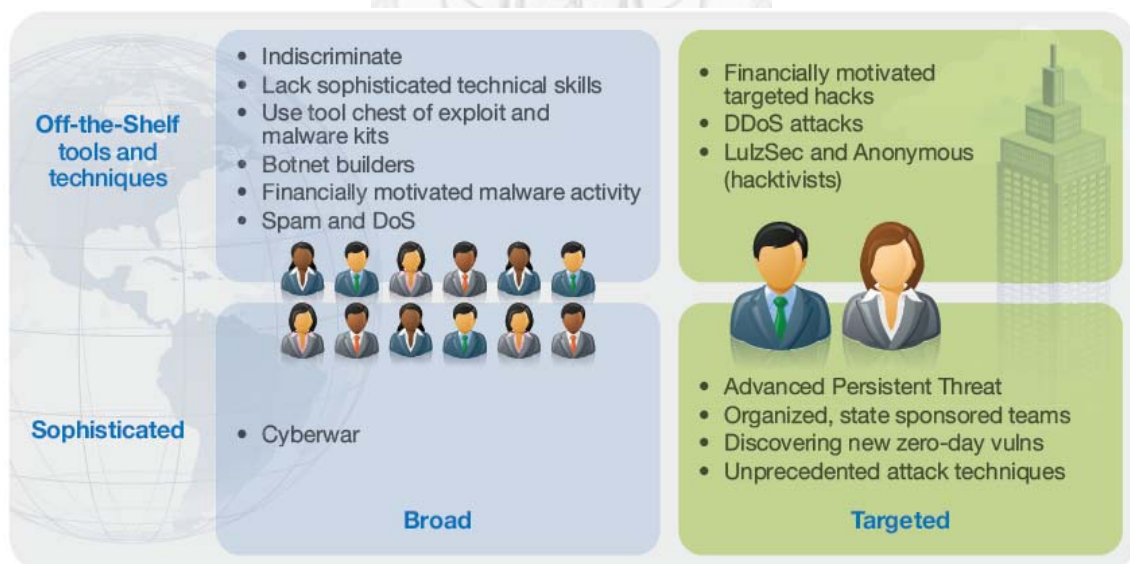 Off-the-Shelf
tools and
techniques
• Indiscriminate
• Lack sophisticated technical skills
• Use tool chest of exploit and
malware kits
• Botnet builders
• Financially motivated malware activity
• Spam and DoS
• Financially motivated
targeted hacks
• DDoS attacks
• LulzSec and Anonymous
(hacktivists)
Sophisticated
• Cyberwar
• Advanced Persistent Threat
• Organized, state sponsored teams
• Discovering new zero-day vulns
• Unprecedented attack techniques
Broad
Targeted